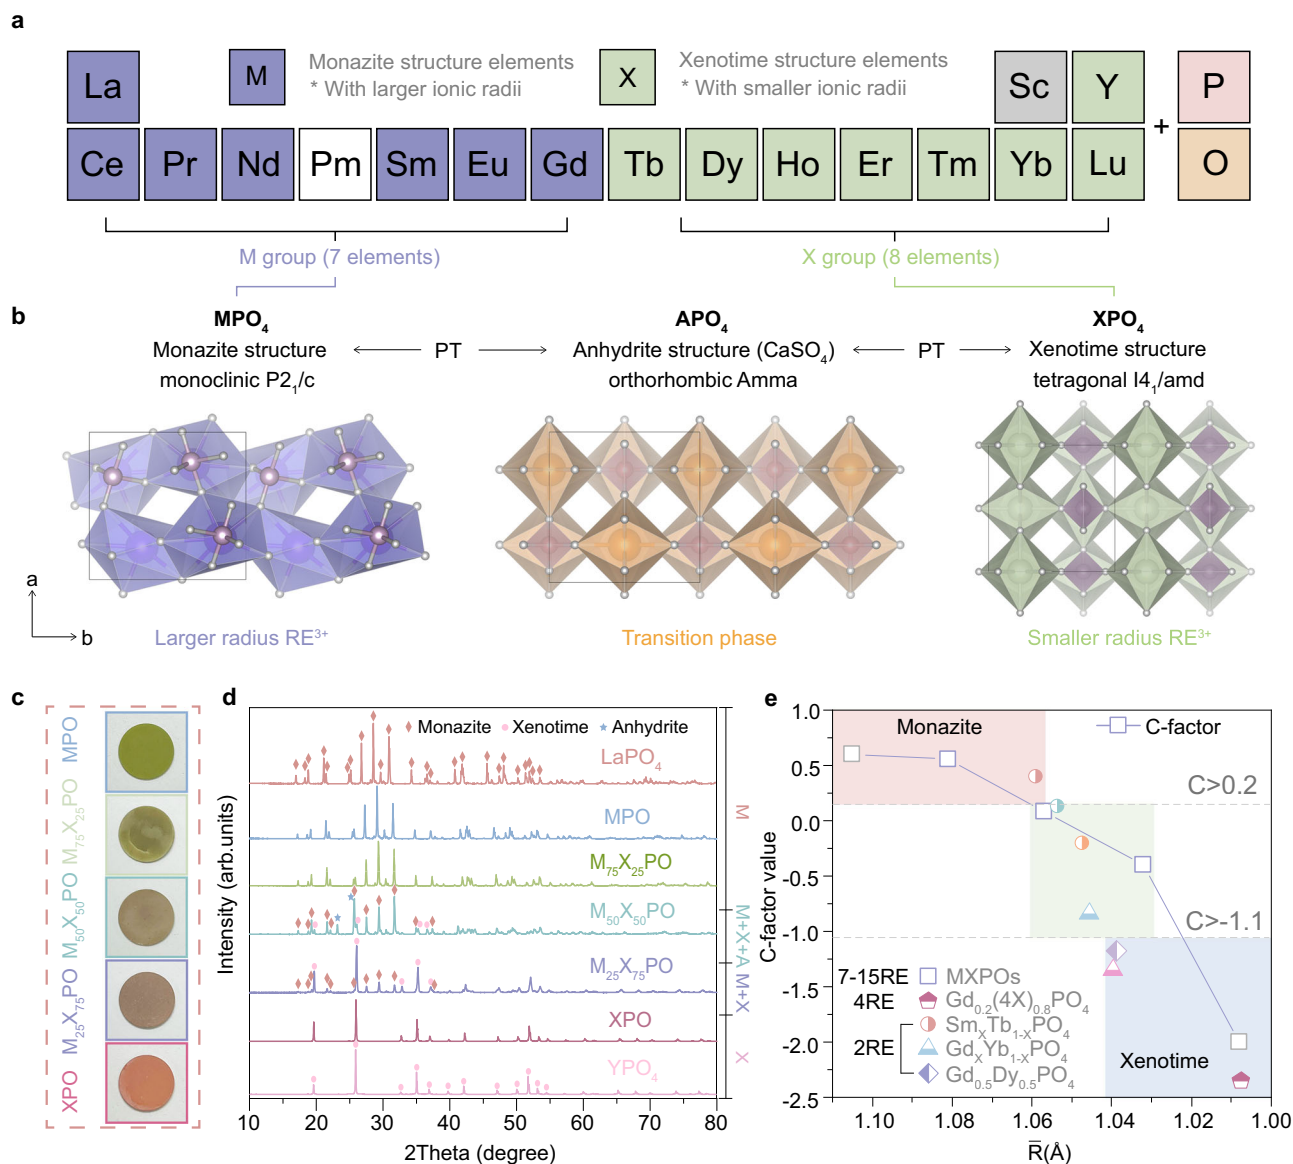 a
La
M
Monazite structure elements
* With larger ionic radii
X
Xenotime structure elements
* With smaller ionic radii
Sc
Y
P
+
Ce
Pr
Nd
Pm
Sm
Eu
Gd
Tb
Dy
Ho
Er
Tm
Yb
Lu
O
M group (7 elements)
X group (8 elements)
b
MPO₄
Monazite structure
monoclinic P2₁/c
PT
APO₄
Anhydrite structure (CaSO₄)
orthorhombic Amma
PT
XPO₄
Xenotime structure
tetragonal I4₁/amd
a
b
Larger radius RE³⁺
Transition phase
Smaller radius RE³⁺
c
MPO
M₇₅X₂₅PO
M₅₀X₅₀PO
M₂₅X₇₅PO
XPO
d
Monazite
Xenotime
Anhydrite
LaPO₄
MPO
M₇₅X₂₅PO
M₅₀X₅₀PO
M₂₅X₇₅PO
XPO
YPO₄
M
M+X+A
M+X
X
Intensity (arb.units)
10 20 30 40 50 60 70 80
2Theta (degree)
e
1.0
0.5
0.0
-0.5
-1.0
-1.5
-2.0
-2.5
C-factor value
Monazite
C-factor
C>0.2
C>-1.1
7-15RE
MXPOs
4RE
Gd₀.₂(4X)₀.₈PO₄
SmₓTb₁₋ₓPO₄
2RE
GdₓYb₁₋ₓPO₄
Gd₀.₅Dy₀.₅PO₄
Xenotime
1.10 1.08 1.06 1.04 1.02 1.00
R̅(Å)